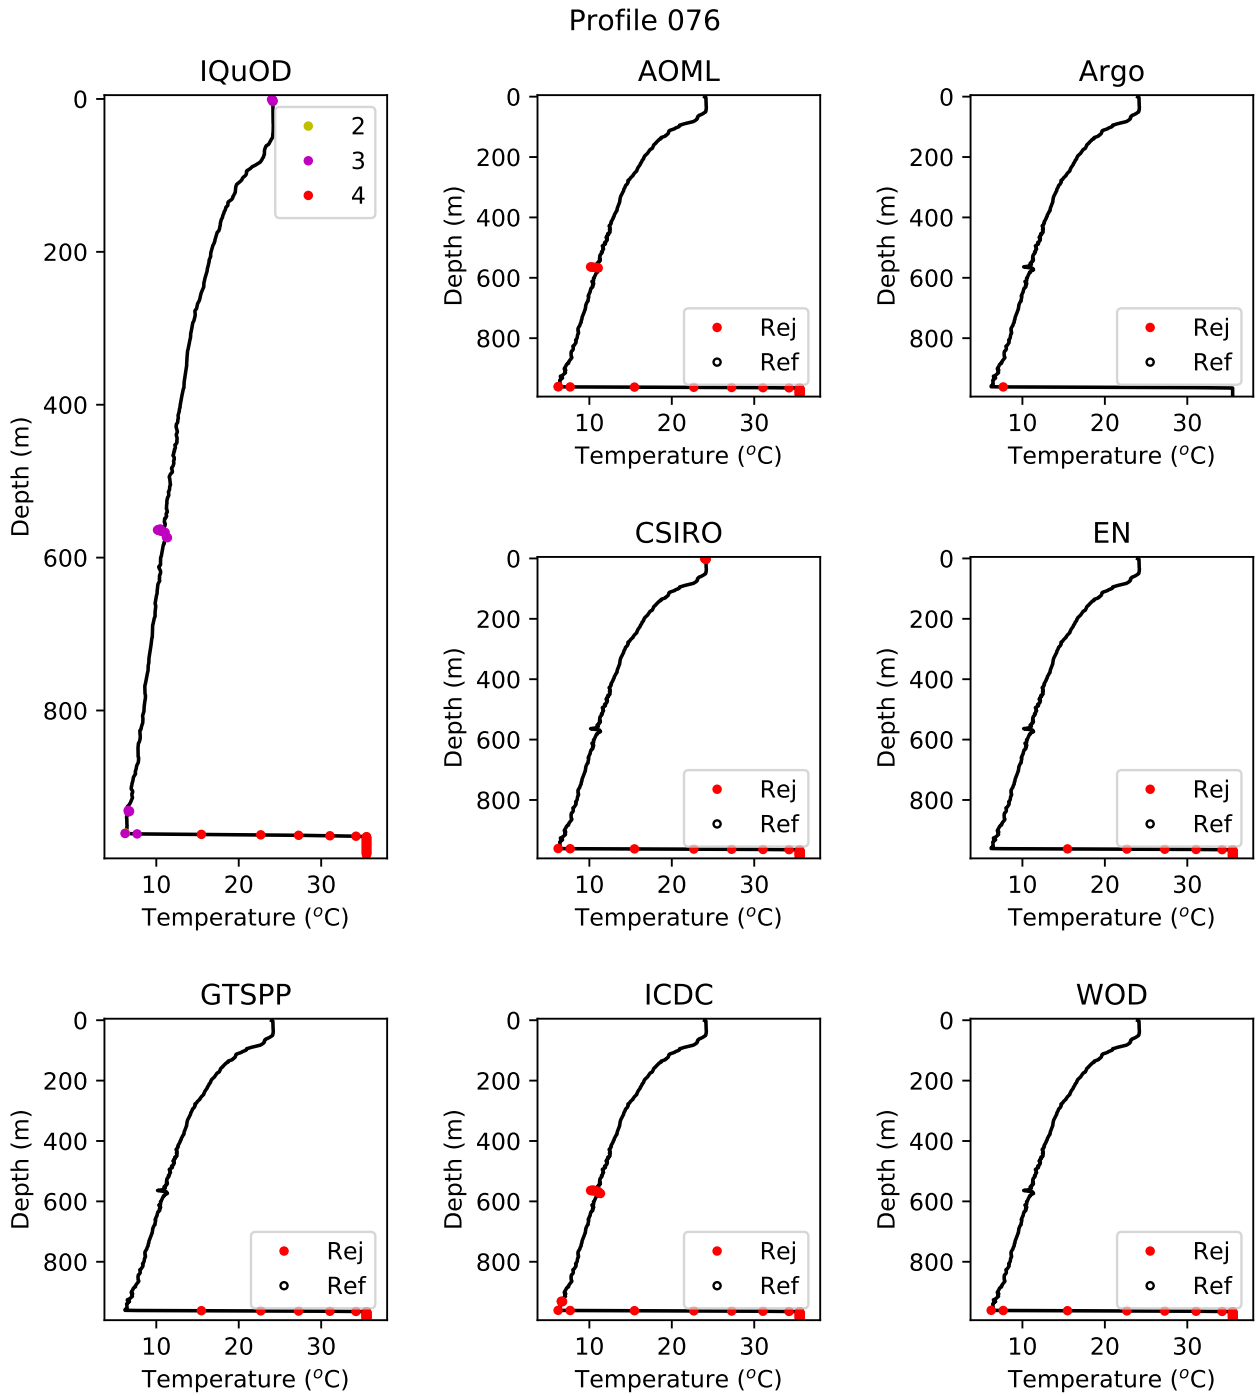 Profile 076
IQuOD
0
200
400
600
800
Depth (m)
10 20 30
Temperature (°C)
2
3
4
AOML
0
200
400
600
800
Depth (m)
10 20 30
Temperature (°C)
Rej
Ref
Argo
0
200
400
600
800
Depth (m)
10 20 30
Temperature (°C)
Rej
Ref
CSIRO
0
200
400
600
800
Depth (m)
10 20 30
Temperature (°C)
Rej
Ref
EN
0
200
400
600
800
Depth (m)
10 20 30
Temperature (°C)
Rej
Ref
GTSPP
0
200
400
600
800
Depth (m)
10 20 30
Temperature (°C)
Rej
Ref
ICDC
0
200
400
600
800
Depth (m)
10 20 30
Temperature (°C)
Rej
Ref
WOD
0
200
400
600
800
Depth (m)
10 20 30
Temperature (°C)
Rej
Ref